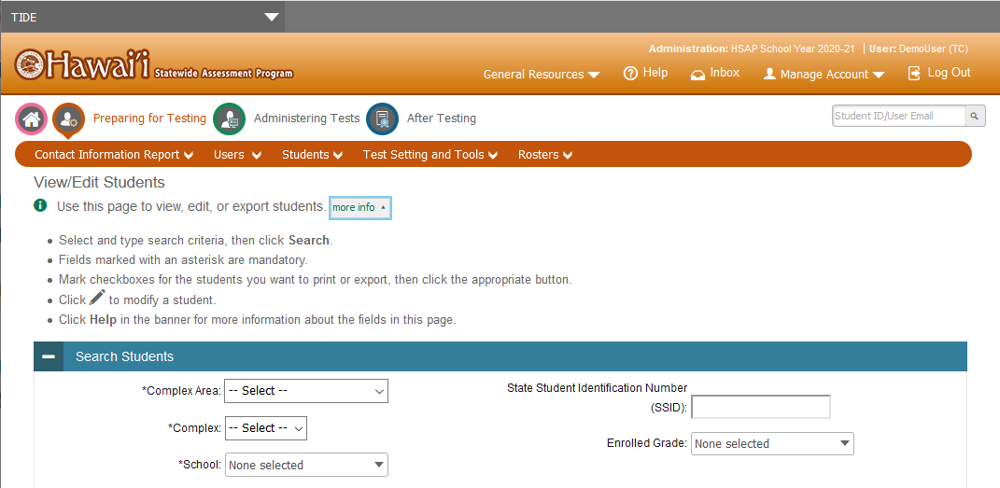 TIDE
Administration: HSAP School Year 2020-21 | User: DemoUser (TC)
Hawai'i Statewide Assessment Program
General Resources Help Inbox Manage Account Log Out
Preparing for Testing Administering Tests After Testing Student ID/User Email
Contact Information Report Users Students Test Setting and Tools Rosters
View/Edit Students
Use this page to view, edit, or export students. more info
Select and type search criteria, then click Search.
Fields marked with an asterisk are mandatory.
Mark checkboxes for the students you want to print or export, then click the appropriate button.
Click to modify a student.
Click Help in the banner for more information about the fields in this page.
Search Students
*Complex Area: -- Select --
*Complex: -- Select --
*School: None selected
State Student Identification Number
(SSID):
Enrolled Grade: None selected